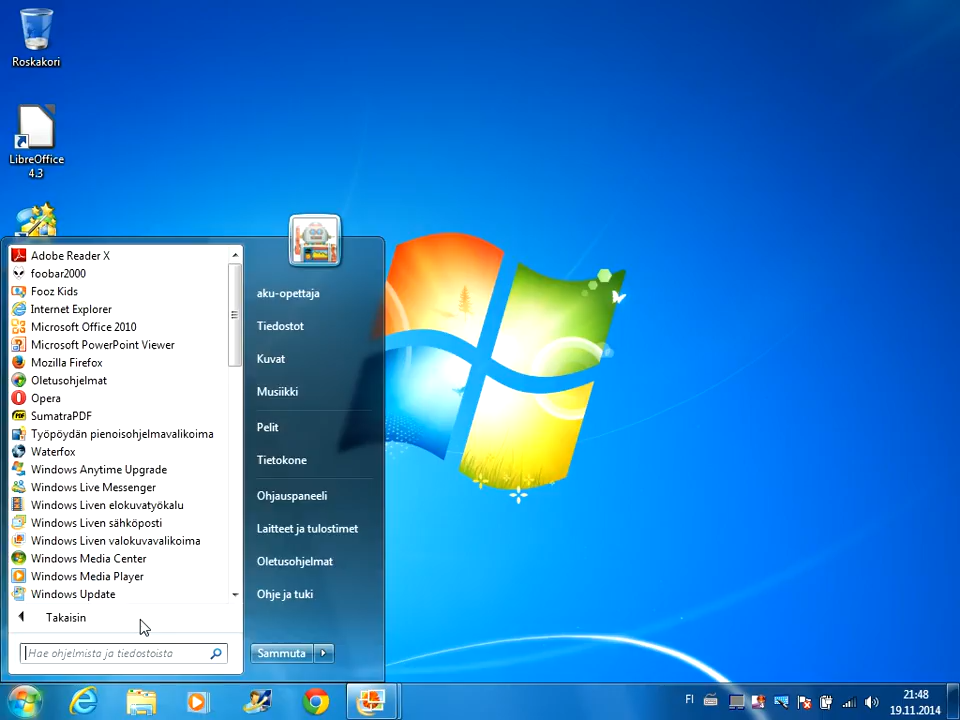 Roskakori
LibreOffice
4.3
Adobe Reader X
foobar2000
Fooz Kids
Internet Explorer
Microsoft Office 2010
Microsoft PowerPoint Viewer
Mozilla Firefox
Oletusohjelmat
Opera
SumatraPDF
Työpöydän pienoisohjelmavalikoima
Waterfox
Windows Anytime Upgrade
Windows Live Messenger
Windows Liven elokuvatyökalu
Windows Liven sähköposti
Windows Liven valokuvavalikoima
Windows Media Center
Windows Media Player
Windows Update
Takaisin
Hae ohjelmista ja tiedostoista
aku-opettaja
Tiedostot
Kuvat
Musiikki
Pelit
Tietokone
Ohjauspaneeli
Laitteet ja tulostimet
Oletusohjelmat
Ohje ja tuki
Sammuta
FI
21:48
19.11.2014